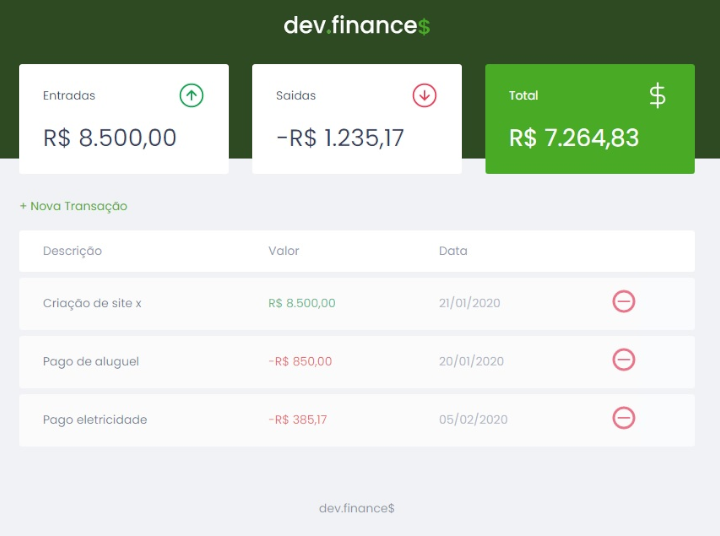 dev.finance$
Entradas
R$ 8.500,00
Saidas
-R$ 1.235,17
Total
$
R$ 7.264,83
+ Nova Transação
Descrição Valor Data
Criação de site x R$ 8.500,00 21/01/2020
Pago de aluguel -R$ 850,00 20/01/2020
Pago eletricidade -R$ 385,17 05/02/2020
dev.finance$